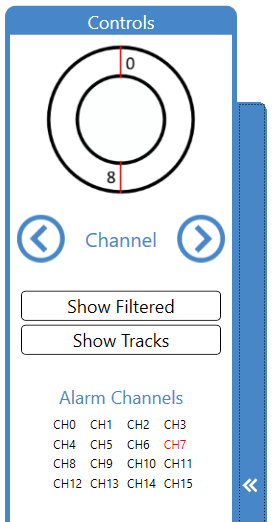 Controls
0
8
Channel
Show Filtered
Show Tracks
Alarm Channels
CH0 CH1 CH2 CH3
CH4 CH5 CH6 CH7
CH8 CH9 CH10 CH11
CH12 CH13 CH14 CH15